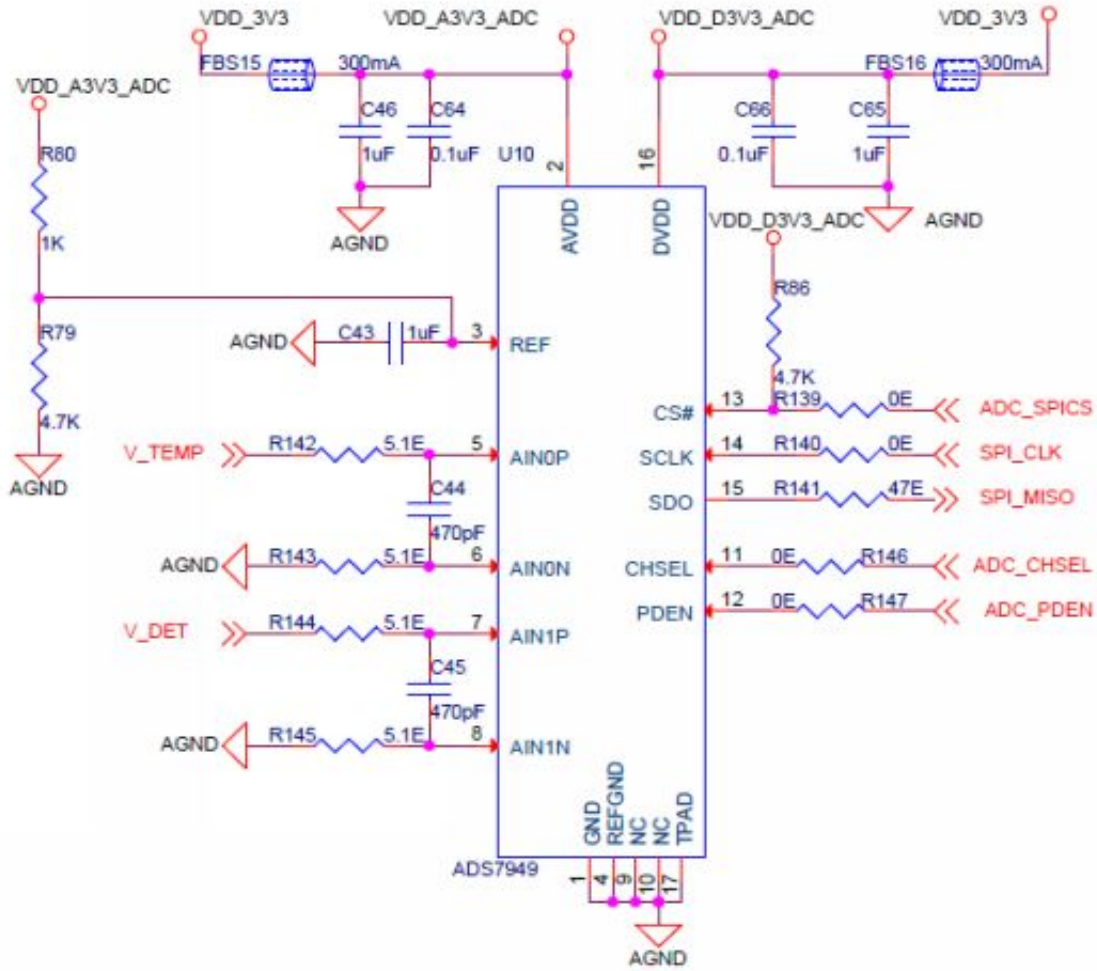 VDD_3V3 VDD_A3V3_ADC VDD_D3V3_ADC VDD_3V3
FBS15 300mA FBS16 300mA
VDD_A3V3_ADC
C46 C64 C66 C65
1uF 0.1uF 0.1uF 1uF
R80
1K
U10
2 16
AGND AGND
AVDD DVDD
VDD_D3V3_ADC
R86
4.7K
R79
4.7K
AGND
AGND C43 1uF 3 REF
CS# 13 R139 0E ADC_SPICS
V_TEMP R142 5.1E 5 AIN0P
SCLK 14 R140 0E SPI_CLK
C44
470pF
SDO 15 R141 47E SPI_MISO
AGND R143 5.1E 6 AIN0N
CHSEL 11 0E R146 ADC_CHSEL
V_DET R144 5.1E 7 AIN1P
PDEN 12 0E R147 ADC_PDEN
C45
470pF
AGND R145 5.1E 8 AIN1N
GND REFGND NC NC TPAD
ADS7949
1 4 9 10 17
AGND